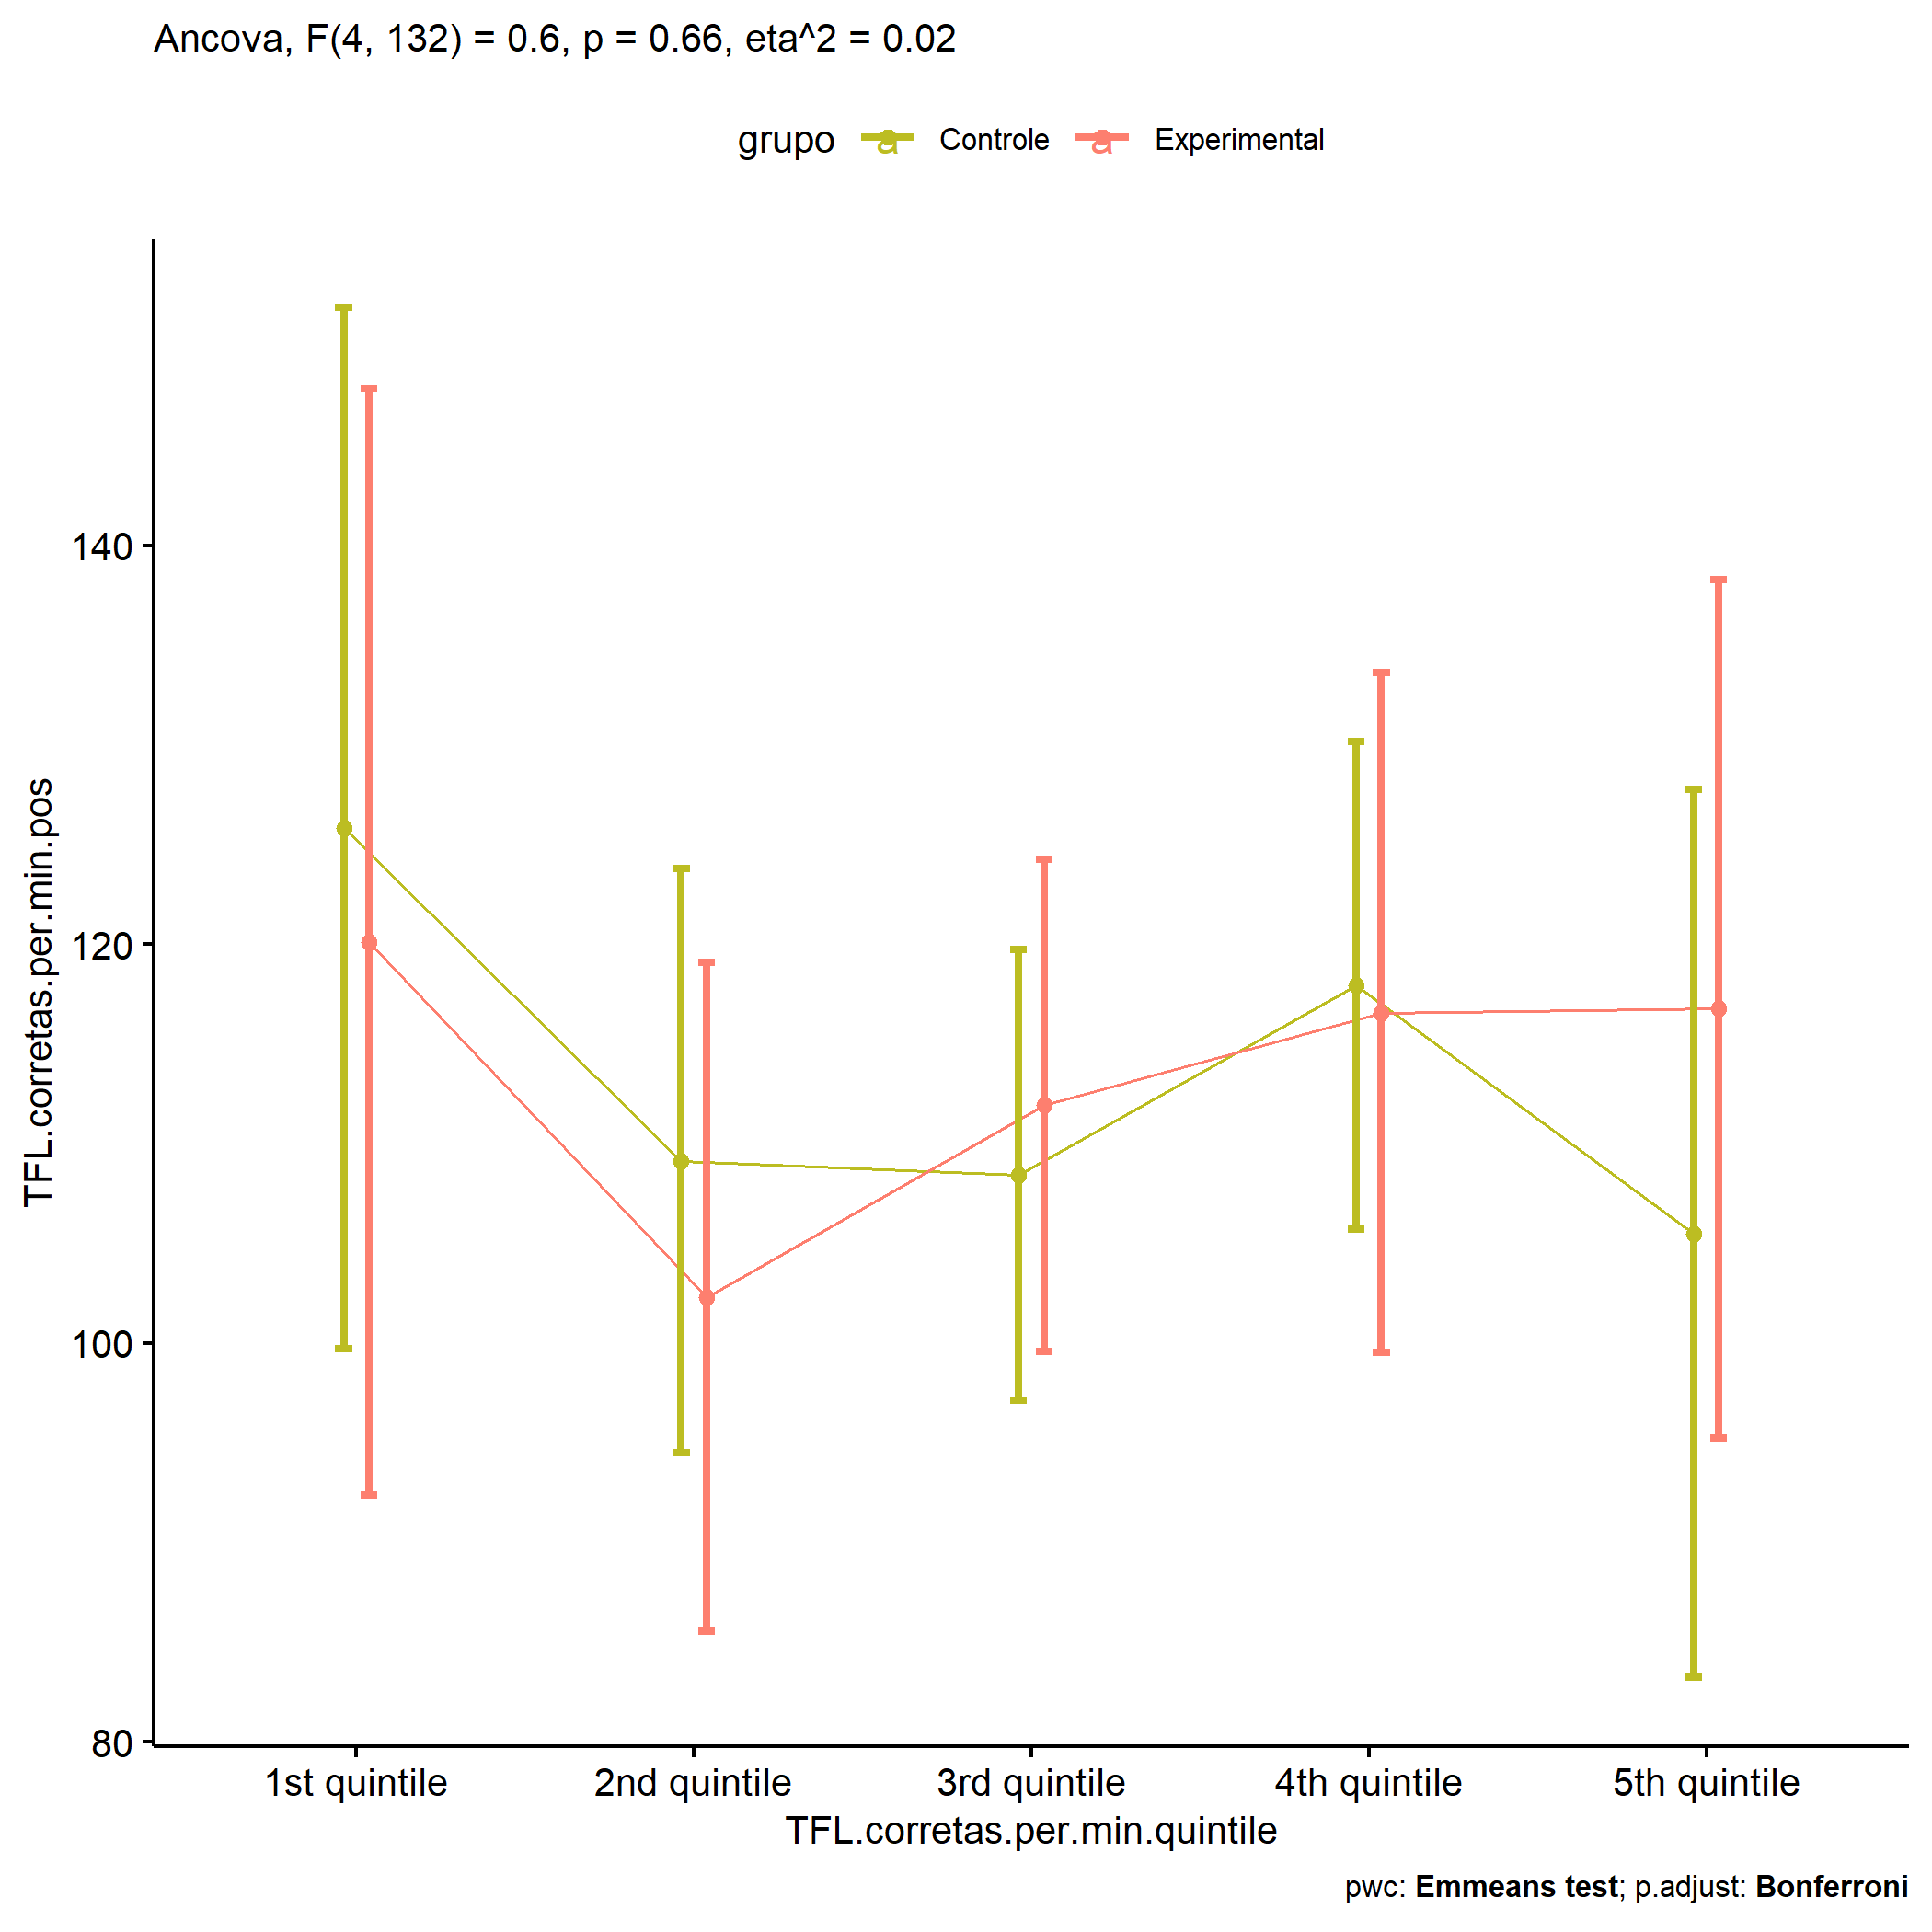 Ancova, F(4, 132) = 0.6, p = 0.66, eta^2 = 0.02
grupo a Controle a Experimental
TFL.corretas.per.min.pos
140
120
100
80
1st quintile 2nd quintile 3rd quintile 4th quintile 5th quintile
TFL.corretas.per.min.quintile
pwc: Emmeans test; p.adjust: Bonferroni